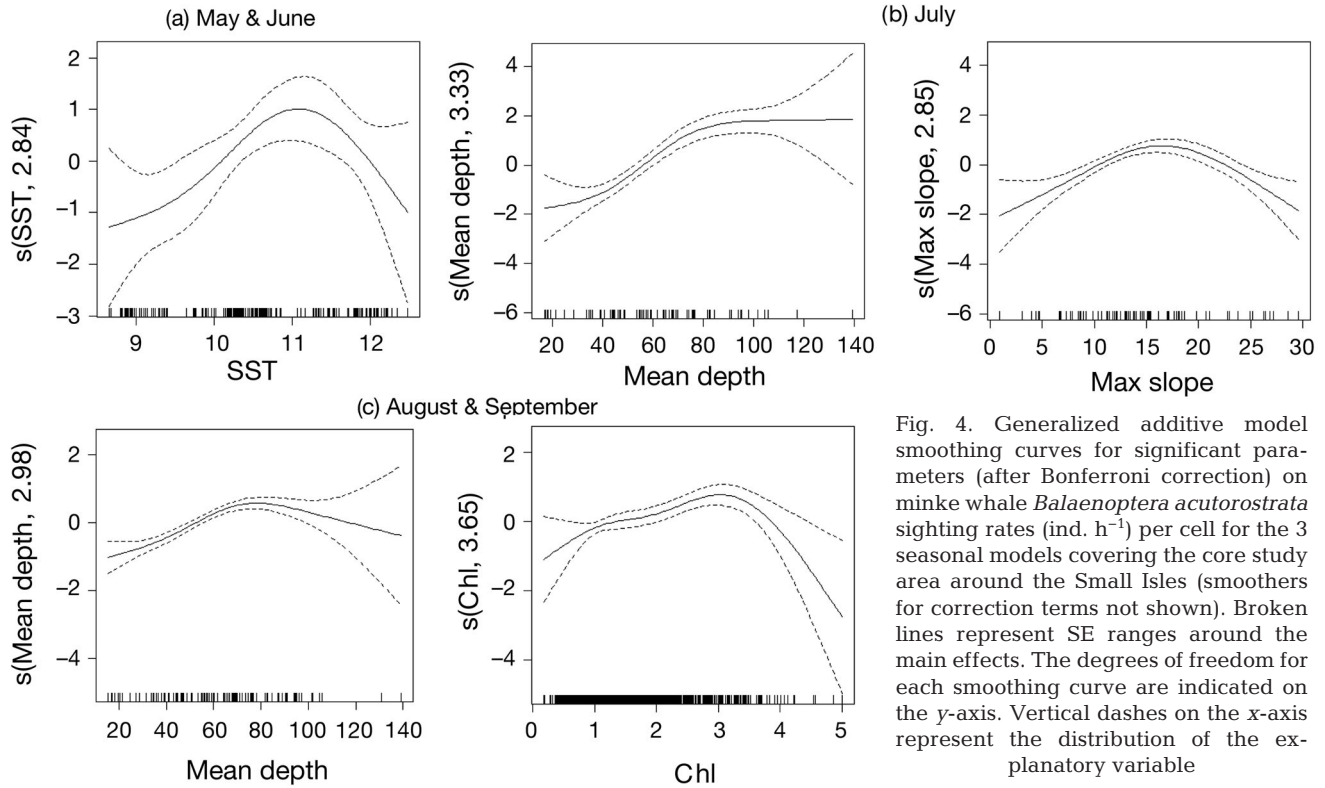 (a) May & June
(b) July
2
1
0
−1
−2
−3
s(SST, 2.84)
9
10
11
12
SST
4
2
0
−2
−4
−6
s(Mean depth, 3.33)
20
40
60
80
100
120
140
Mean depth
4
2
0
−2
−4
−6
s(Max slope, 2.85)
0
5
10
15
20
25
30
Max slope
(c) August & September
2
0
−2
−4
s(Mean depth, 2.98)
20
40
60
80
100
120
140
Mean depth
2
0
−2
−4
s(Chl, 3.65)
0
1
2
3
4
5
Chl
Fig. 4. Generalized additive model
smoothing curves for significant para-
meters (after Bonferroni correction) on
minke whale Balaenoptera acutorostrata
sighting rates (ind. h⁻¹) per cell for the 3
seasonal models covering the core study
area around the Small Isles (smoothers
for correction terms not shown). Broken
lines represent SE ranges around the
main effects. The degrees of freedom for
each smoothing curve are indicated on
the y-axis. Vertical dashes on the x-axis
represent the distribution of the ex-
planatory variable